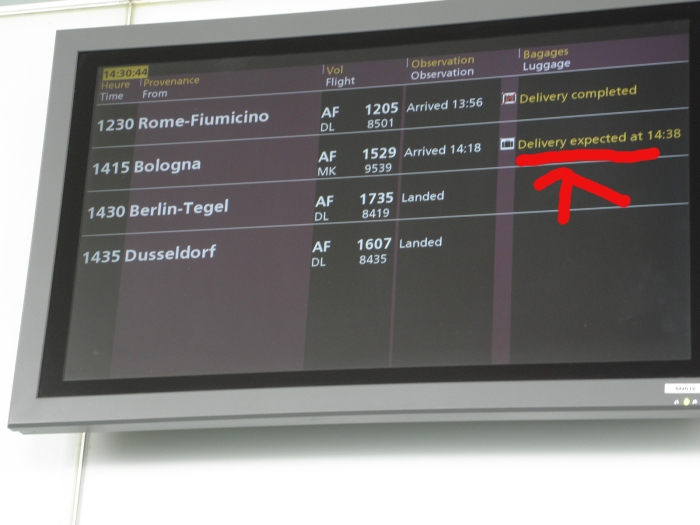 14:30:44
Heure Provenance Vol Observation Bagages
Time From Flight Observation Luggage
1230 Rome-Fiumicino AF 1205 Arrived 13:56 Delivery completed
DL 8501
1415 Bologna AF 1529 Arrived 14:18 Delivery expected at 14:38
MK 9539
1430 Berlin-Tegel AF 1735 Landed
DL 8419
1435 Dusseldorf AF 1607 Landed
DL 8435